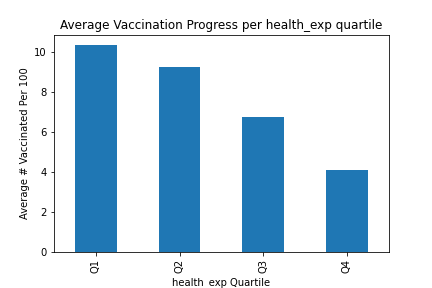 Average Vaccination Progress per health_exp quartile
Average # Vaccinated Per 100
10
8
6
4
2
0
Q1
Q2
Q3
Q4
health_exp Quartile